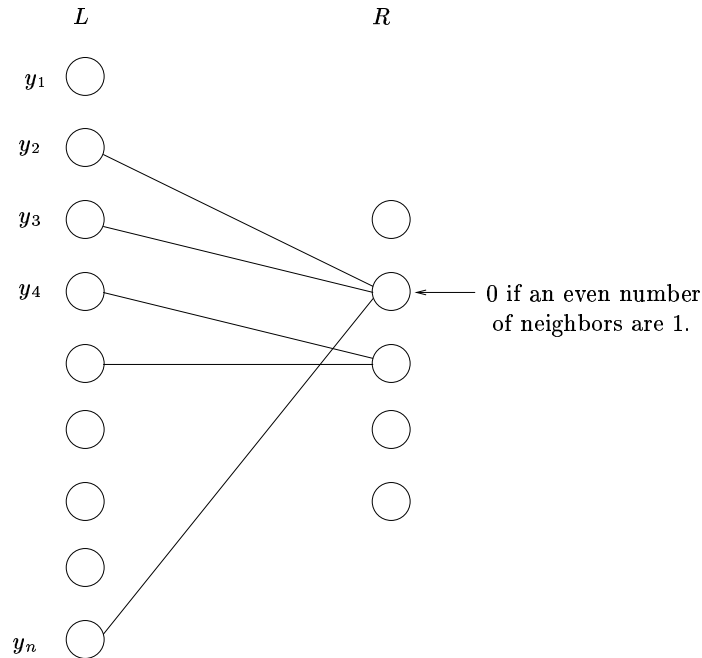 L R
y₁
y₂
y₃
y₄
0 if an even number
of neighbors are 1.
yₙ